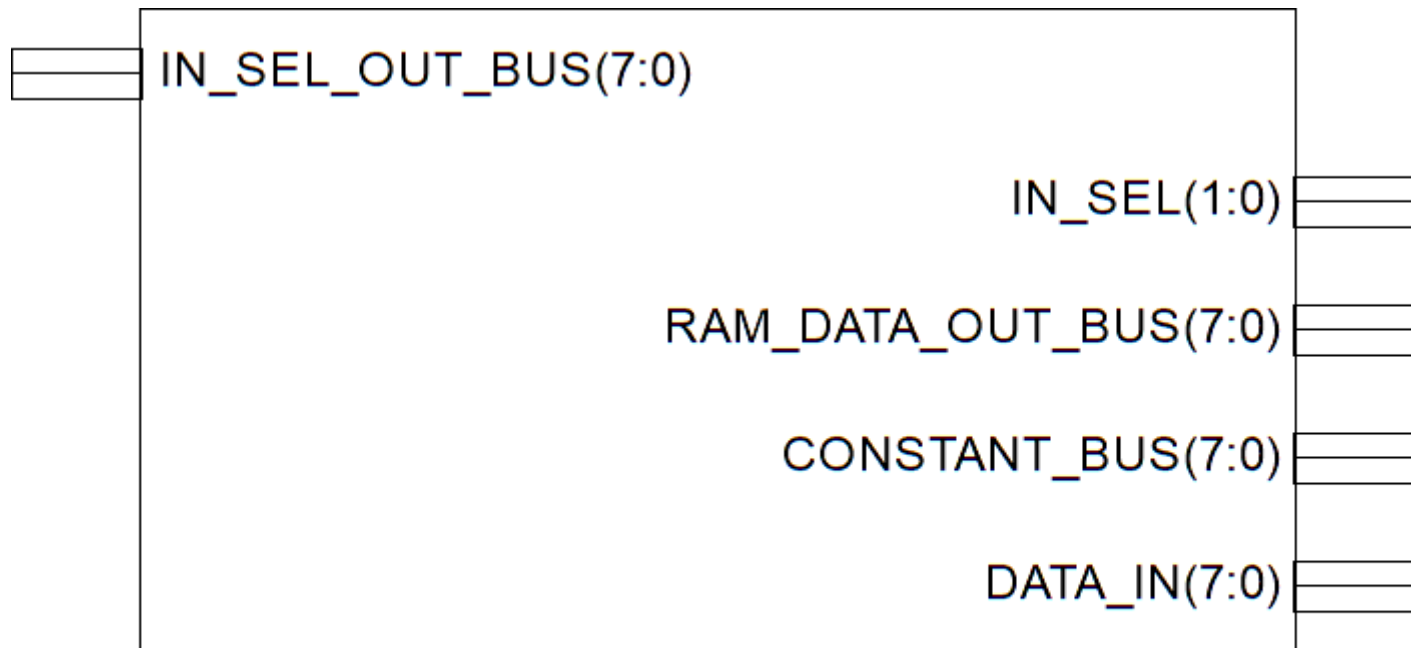 IN_SEL_OUT_BUS(7:0)
IN_SEL(1:0)
RAM_DATA_OUT_BUS(7:0)
CONSTANT_BUS(7:0)
DATA_IN(7:0)